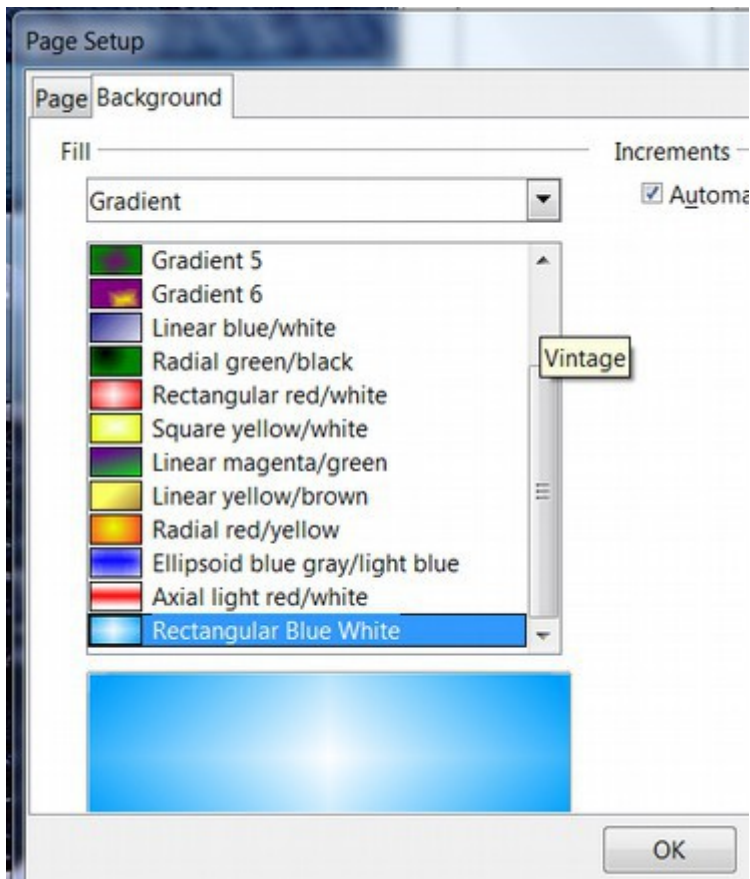 Page Setup
Page Background
Fill Increments
Gradient Automa
Gradient 5
Gradient 6
Linear blue/white
Radial green/black
Vintage
Rectangular red/white
Square yellow/white
Linear magenta/green
Linear yellow/brown
Radial red/yellow
Ellipsoid blue gray/light blue
Axial light red/white
Rectangular Blue White
OK